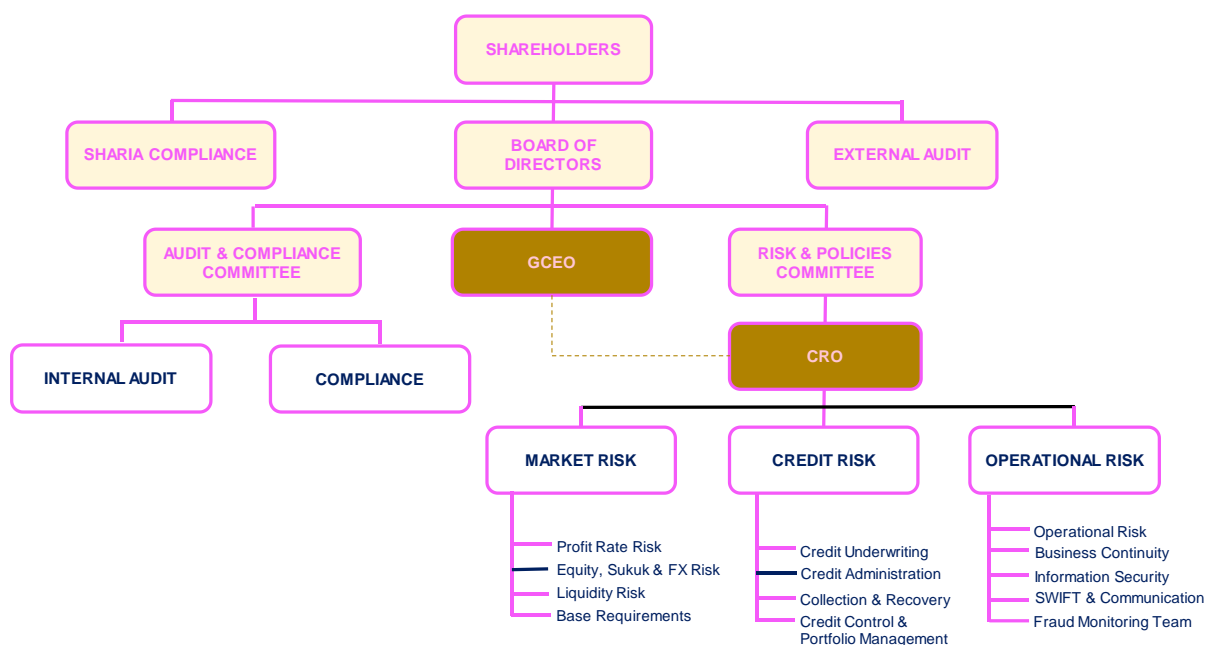 SHAREHOLDERS
SHARIA COMPLIANCE
BOARD OF
DIRECTORS
EXTERNAL AUDIT
AUDIT & COMPLIANCE
COMMITTEE
GCEO
RISK & POLICIES
COMMITTEE
CRO
INTERNAL AUDIT
COMPLIANCE
MARKET RISK
CREDIT RISK
OPERATIONAL RISK
Profit Rate Risk
Equity, Sukuk & FX Risk
Liquidity Risk
Base Requirements
Credit Underwriting
Credit Administration
Collection & Recovery
Credit Control &
Portfolio Management
Operational Risk
Business Continuity
Information Security
SWIFT & Communication
Fraud Monitoring Team